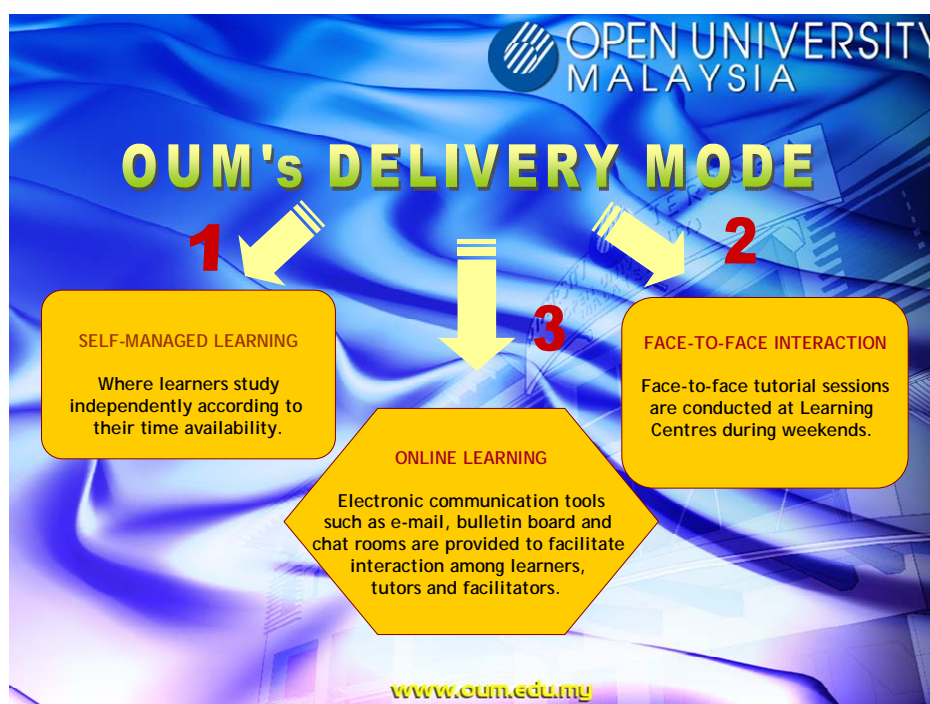 OPEN UNIVERSITY
MALAYSIA
OUM's DELIVERY MODE
1
SELF-MANAGED LEARNING
Where learners study
independently according to
their time availability.
2
FACE-TO-FACE INTERACTION
Face-to-face tutorial sessions
are conducted at Learning
Centres during weekends.
3
ONLINE LEARNING
Electronic communication tools
such as e-mail, bulletin board and
chat rooms are provided to facilitate
interaction among learners,
tutors and facilitators.
www.oum.edu.my